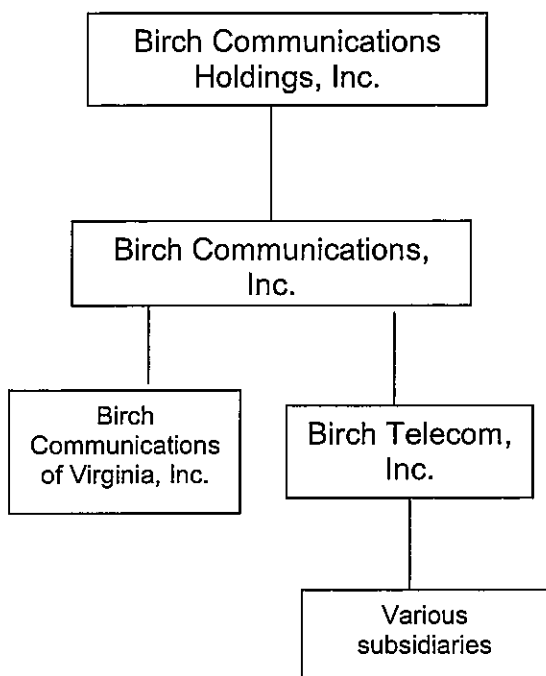 Birch Communications
Holdings, Inc.
Birch Communications,
Inc.
Birch
Communications
of Virginia, Inc.
Birch Telecom,
Inc.
Various
subsidiaries